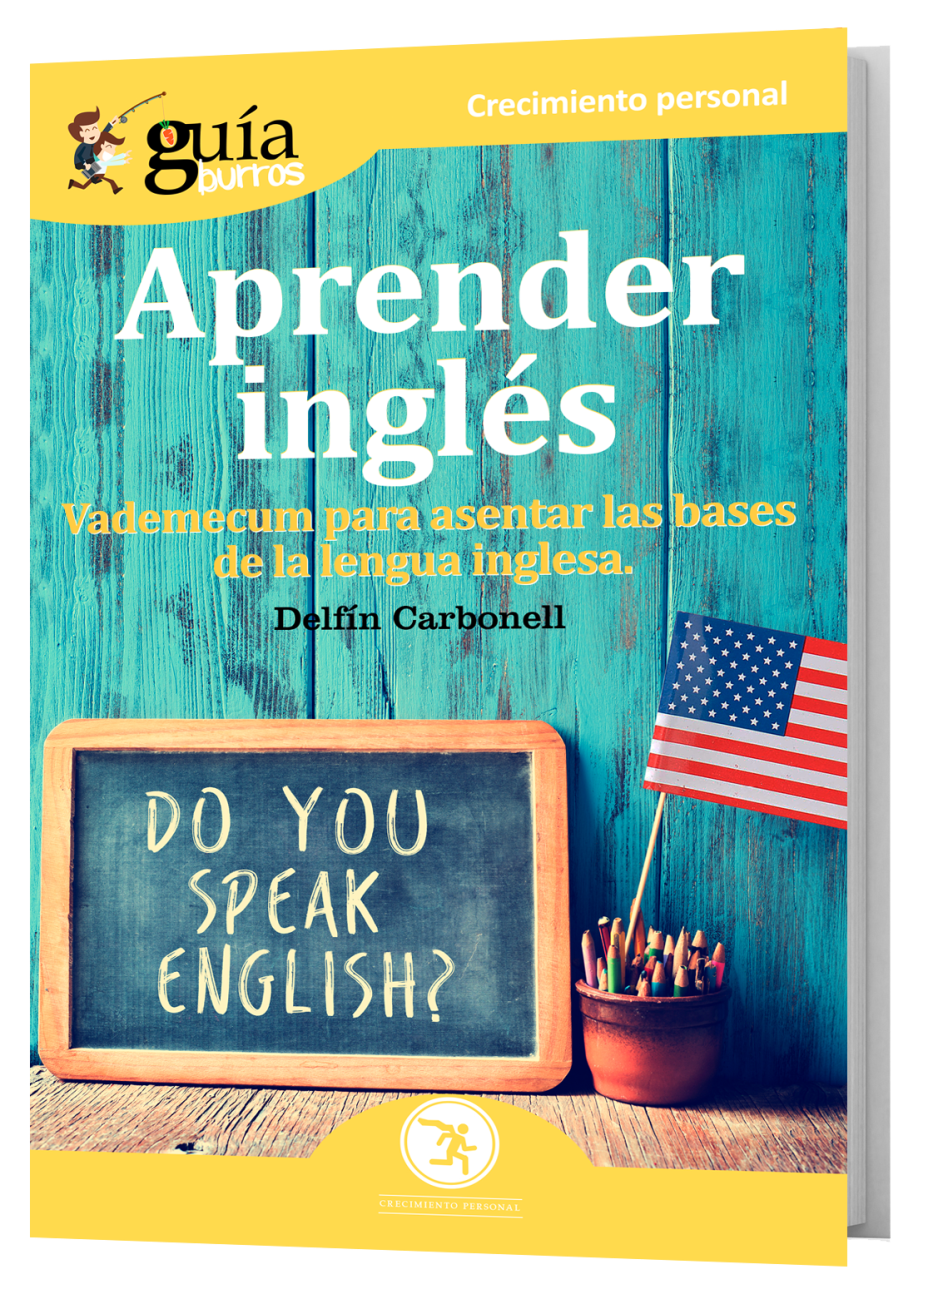 Crecimiento personal
guía
burros
Aprender
inglés
Vademecum para asentar las bases
de la lengua inglesa.
Delfín Carbonell
DO YOU
SPEAK
ENGLISH?
CRECIMIENTO PERSONAL